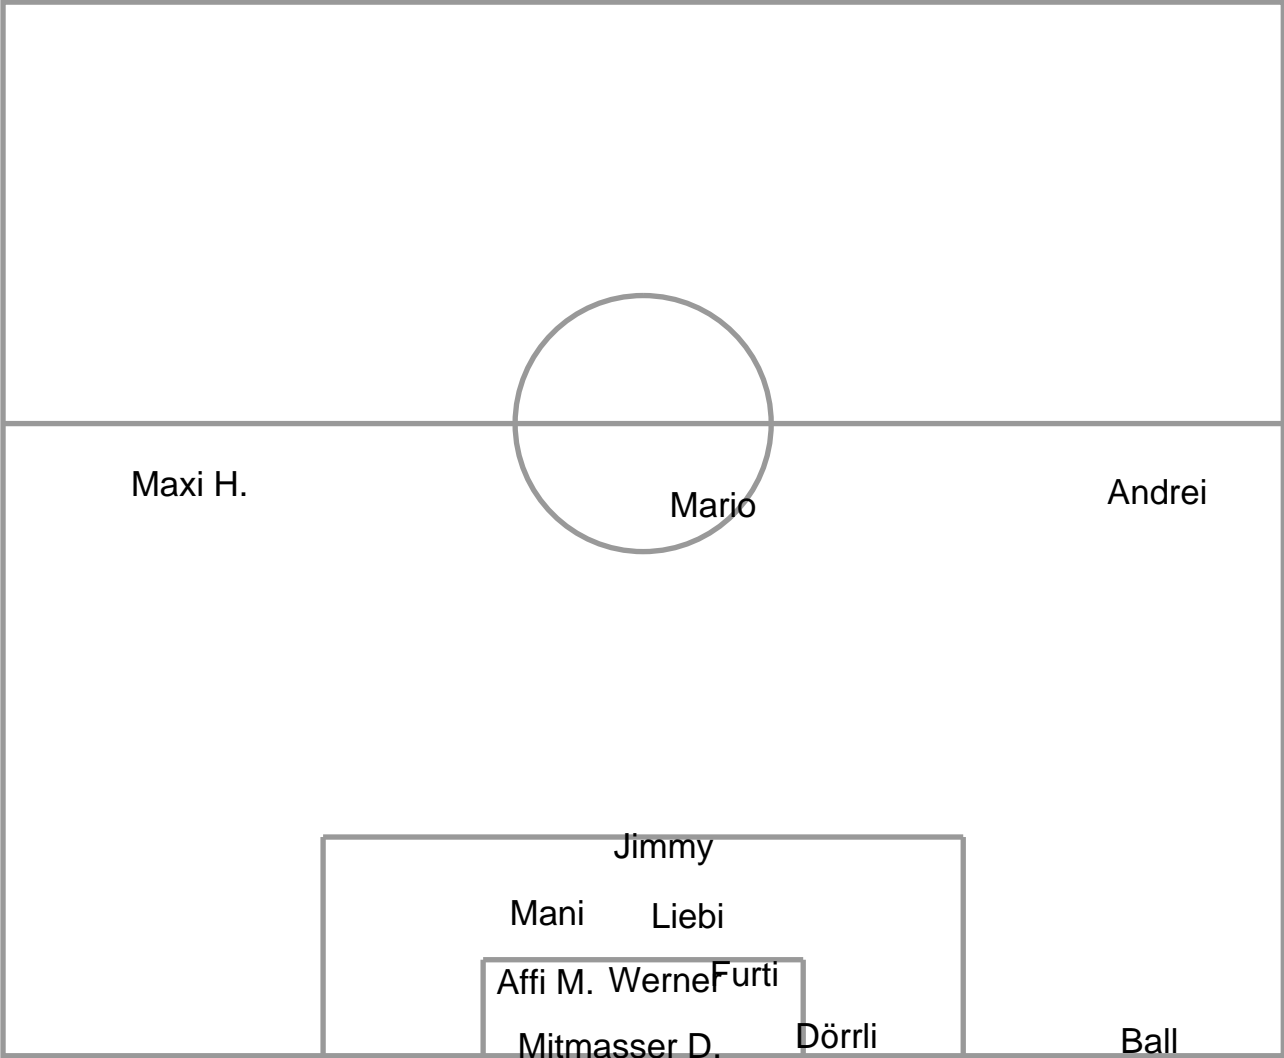 Maxi H.
Mario
Andrei
Jimmy
Mani
Liebi
Affi M.
Werner
Furti
Mitmasser D.
Dörrli
Ball